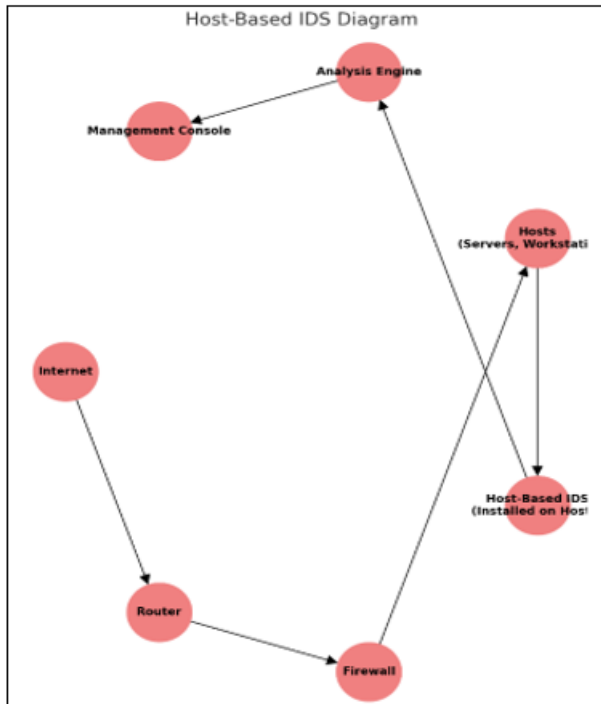 Host-Based IDS Diagram
Analysis Engine
Management Console
Hosts
(Servers, Workstati
Internet
Host-Based IDS
(Installed on Host
Router
Firewall